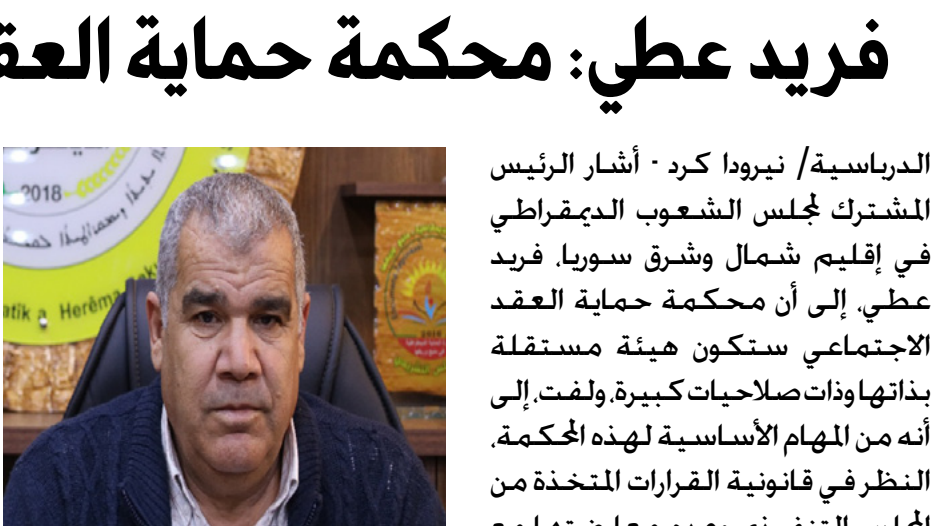 فريد عطي: محكمة حماية
الدرباسية/ نيرودا كرد - أشار الرئيس
المشترك لمجلس الشعوب الديمقراطي
في إقليم شمال وشرق سوريا، فريد
عطي، إلى أن محكمة حماية العقد
الاجتماعي ستكون هيئة مستقلة
بذاتها وذات صلاحيات كبيرة، ولفت، إلى
أنه من المهام الأساسية لهذه المحكمة،
النظر في قانونية القرارات المتخذة من
2018
a Herêma